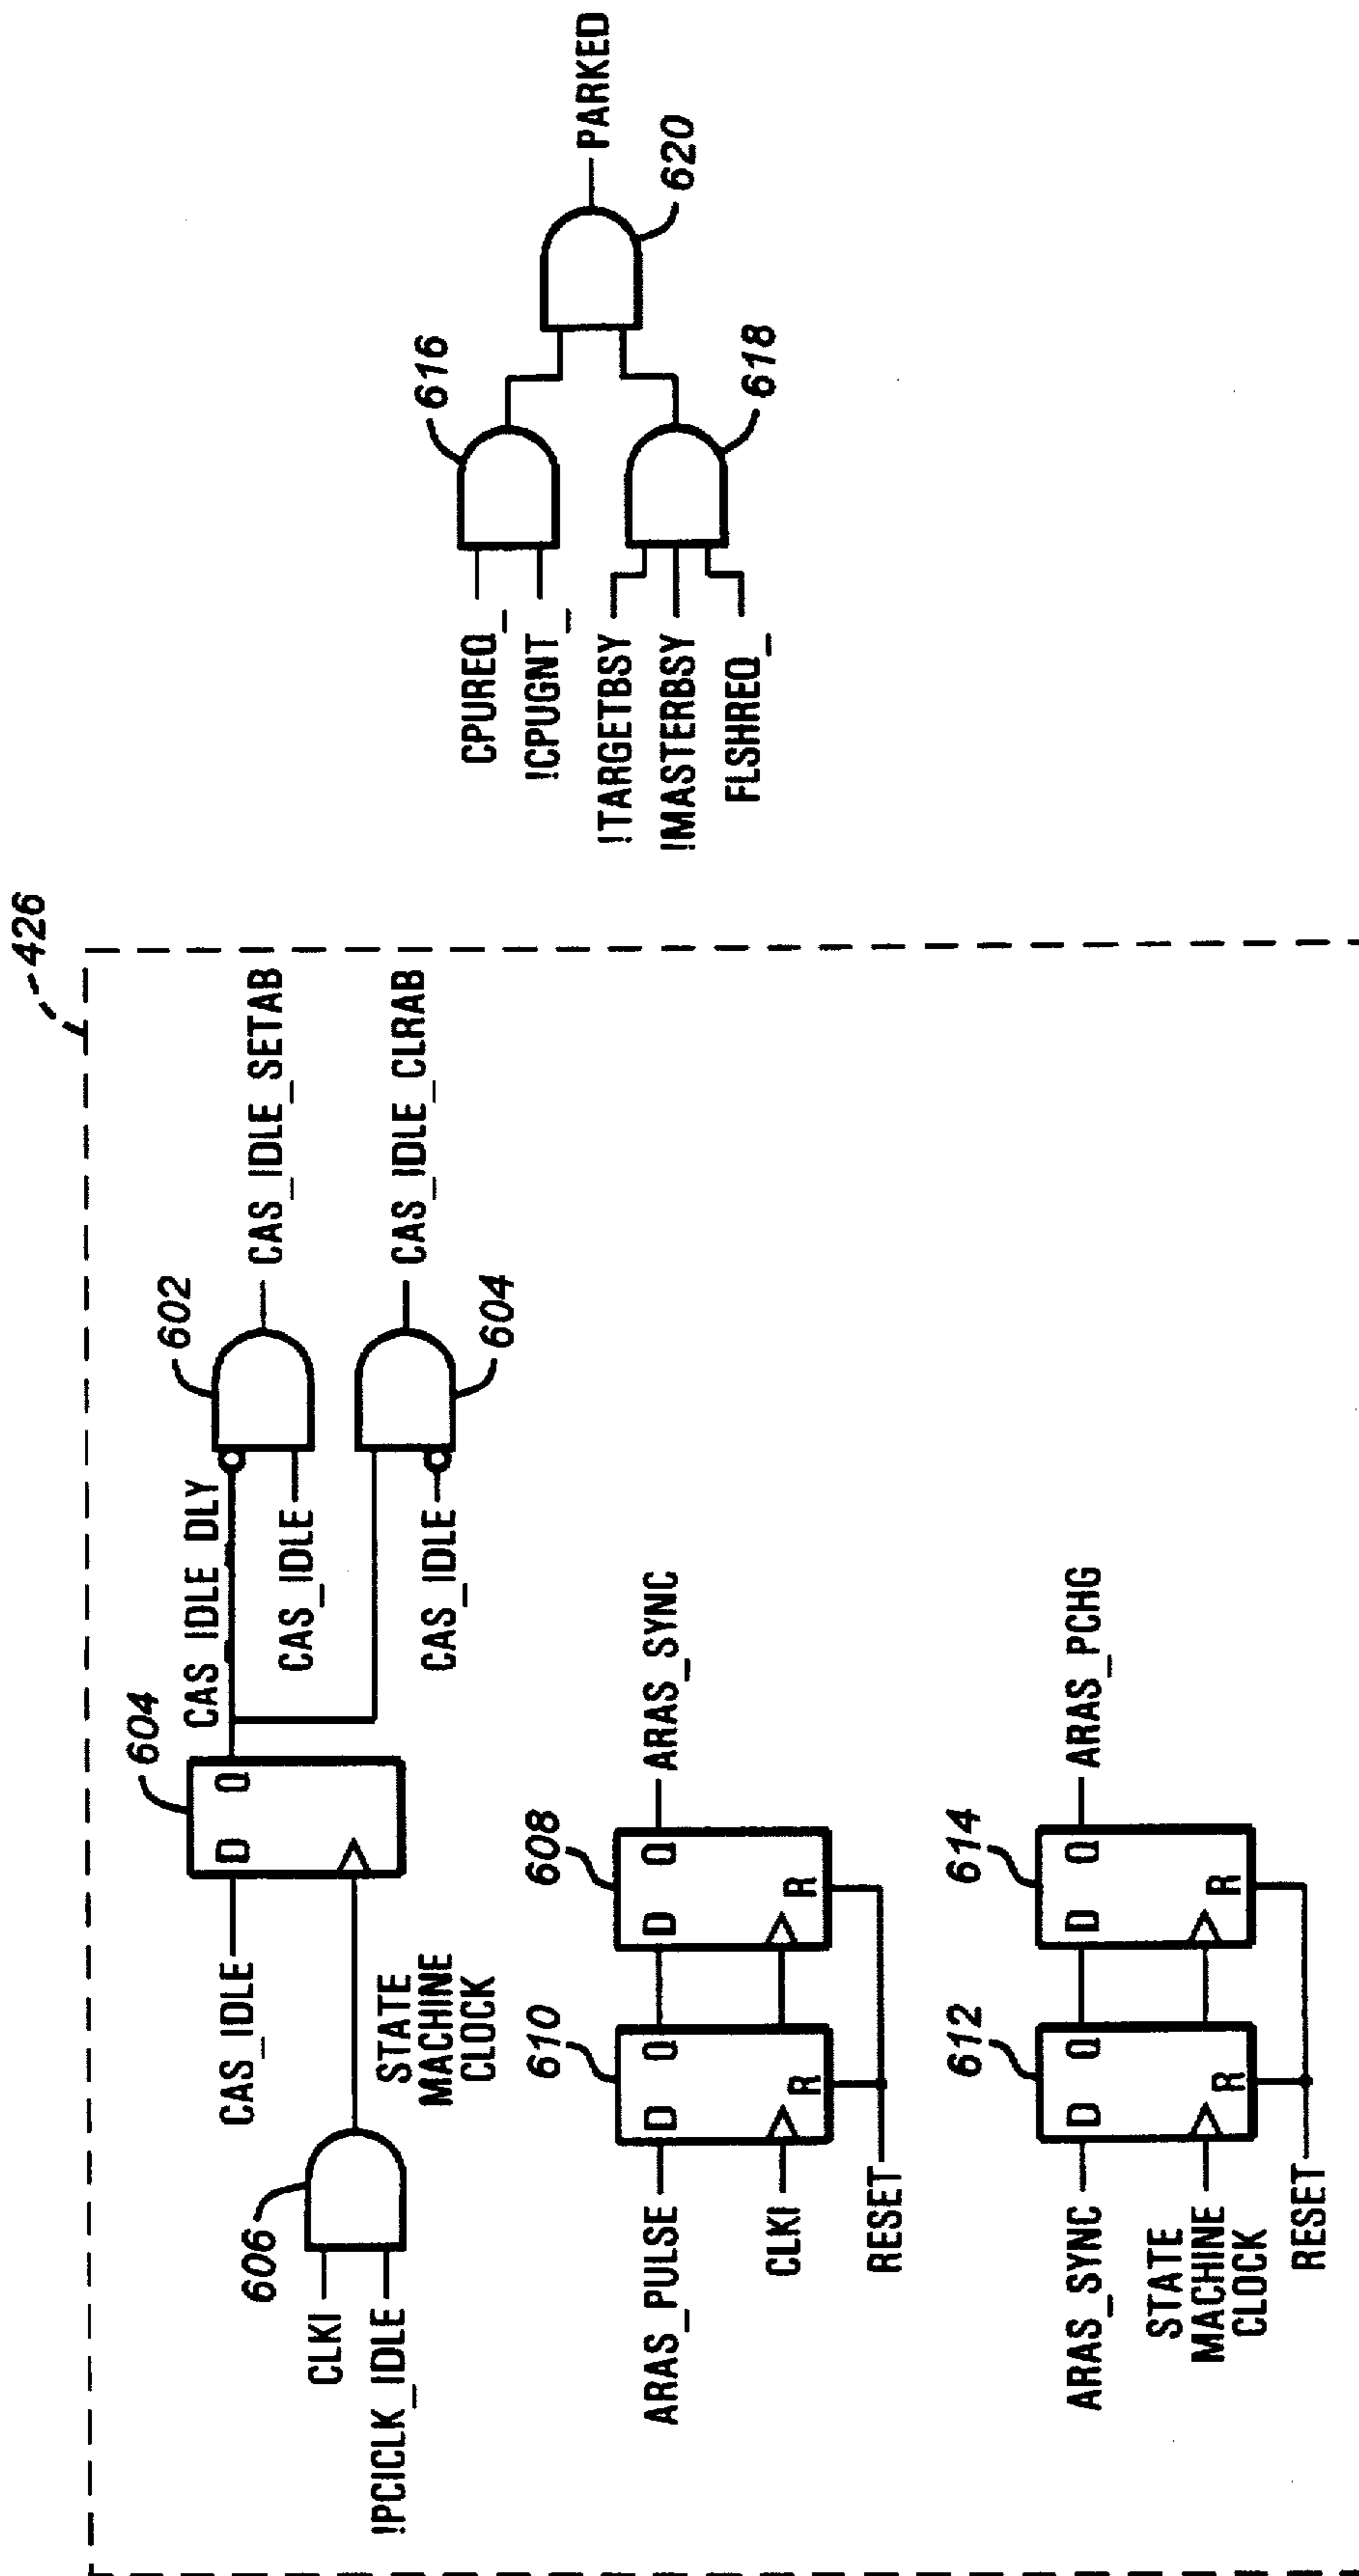 426
604
602
CAS_IDLE
D
Q
CAS_IDLE_DLY
CAS_IDLE
CAS_IDLE_SETAB
606
CLKI
!PCICLK_IDLE
STATE
MACHINE
CLOCK
CAS_IDLE
604
CAS_IDLE_CLRAB
610
608
ARAS_PULSE
D
Q
D
Q
ARAS_SYNC
CLKI
R
R
RESET
612
614
ARAS_SYNC
D
Q
D
Q
ARAS_PCHG
STATE
MACHINE
CLOCK
R
R
RESET
616
CPUREQ_
!CPUGNT_
620
PARKED
!TARGETBSY
!MASTERBSY
FLSHREQ_
618